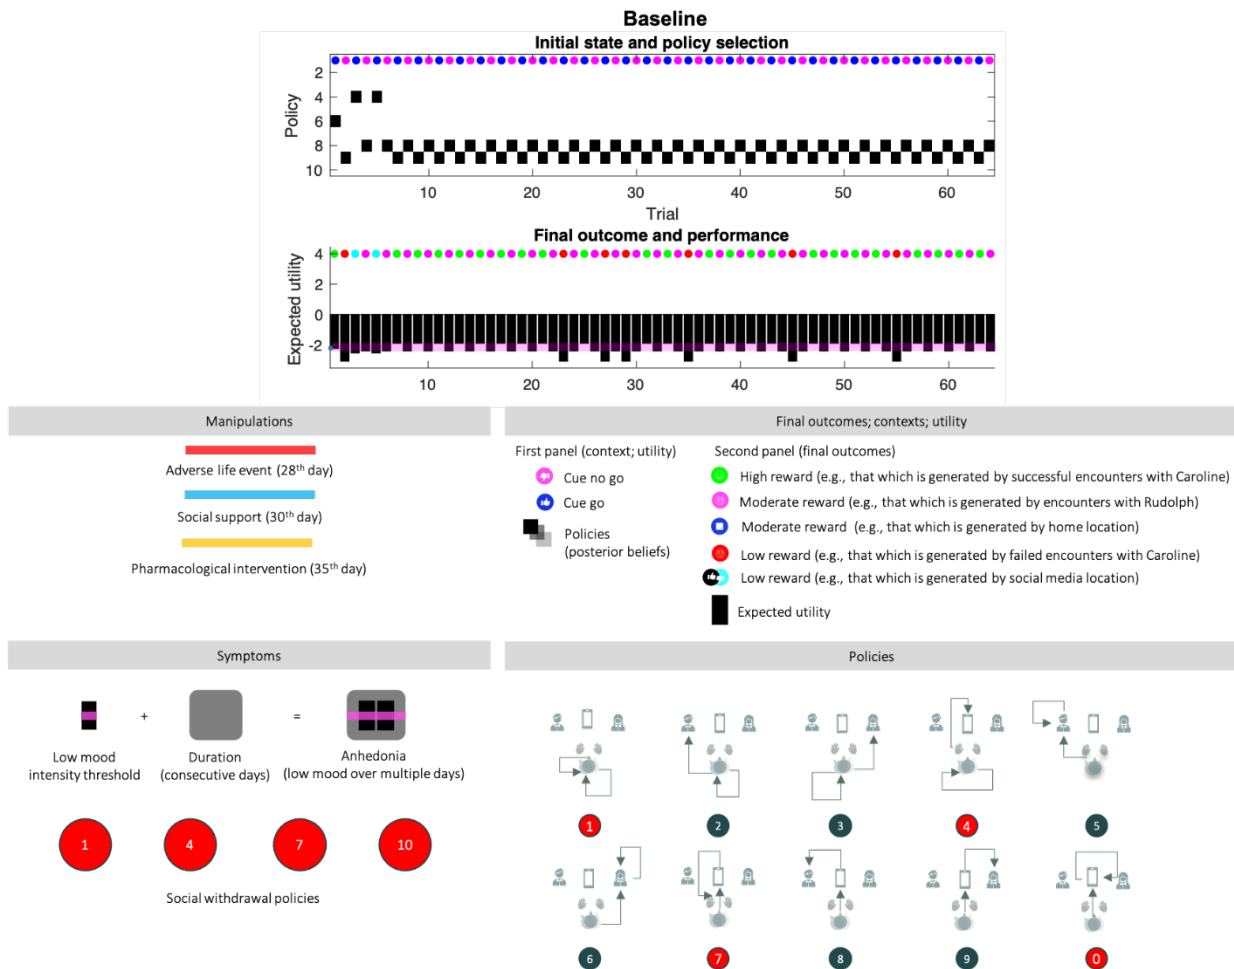 Baseline
Initial state and policy selection
2
4
6
8
10
Policy
10 20 30 40 50 60
Trial
Final outcome and performance
4
2
0
-2
Expected utility
10 20 30 40 50 60
Manipulations
Adverse life event (28th day)
Social support (30th day)
Pharmacological intervention (35th day)
Final outcomes; contexts; utility
First panel (context; utility)
Cue no go
Cue go
Policies
(posterior beliefs)
Second panel (final outcomes)
High reward (e.g., that which is generated by successful encounters with Caroline)
Moderate reward (e.g., that which is generated by encounters with Rudolph)
Moderate reward (e.g., that which is generated by home location)
Low reward (e.g., that which is generated by failed encounters with Caroline)
Low reward (e.g., that which is generated by social media location)
Expected utility
Symptoms
+ =
Low mood
intensity threshold
Duration
(consecutive days)
Anhedonia
(low mood over multiple days)
1 4 7 10
Social withdrawal policies
Policies
1 2 3 4 5
6 7 8 9 0